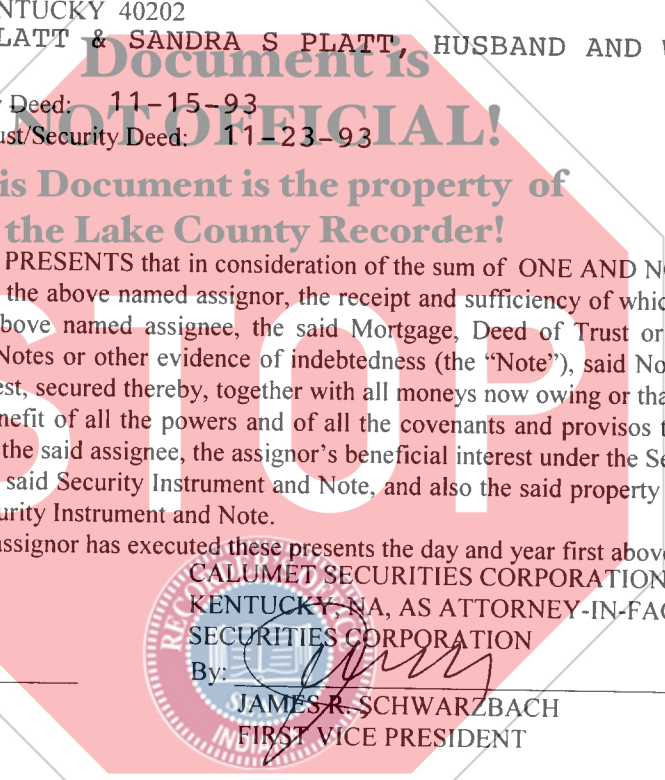 NTUCKY 40202
LATT & SANDRA S PLATT, HUSBAND AND
Document is
Deed: 11-15-93
NOT OFFICIAL!
ust/Security Deed: 11-23-93
is Document is the property of
the Lake County Recorder!
PRESENTS that in consideration of the sum of ONE AND NO
the above named assignor, the receipt and sufficiency of whic
bove named assignee, the said Mortgage, Deed of Trust or
Notes or other evidence of indebtedness (the “Note”), said No
est, secured thereby, together with all moneys now owing or tha
nefit of all the powers and of all the covenants and provisos t
the said assignee, the assignor’s beneficial interest under the Se
said Security Instrument and Note, and also the said property
urity Instrument and Note.
STOP
assignor has executed these presents the day and year first above
CALUMET SECURITIES CORPORATION
KENTUCKY, NA, AS ATTORNEY-IN-FAC
SECURITIES CORPORATION
By:
JAMES R. SCHWARZBACH
FIRST VICE PRESIDENT
INDIANA